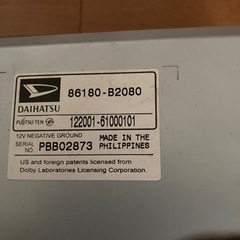 86180-B2080
DAIHATSU
FUJITSU TEN
122001-61000101
12V NEGATIVE GROUND
MADE IN THE
PHILIPPINES
SERIAL
NO.
PBB02873
US and foreign patents licensed from
Dolby Laboratories Licensing Corporation.